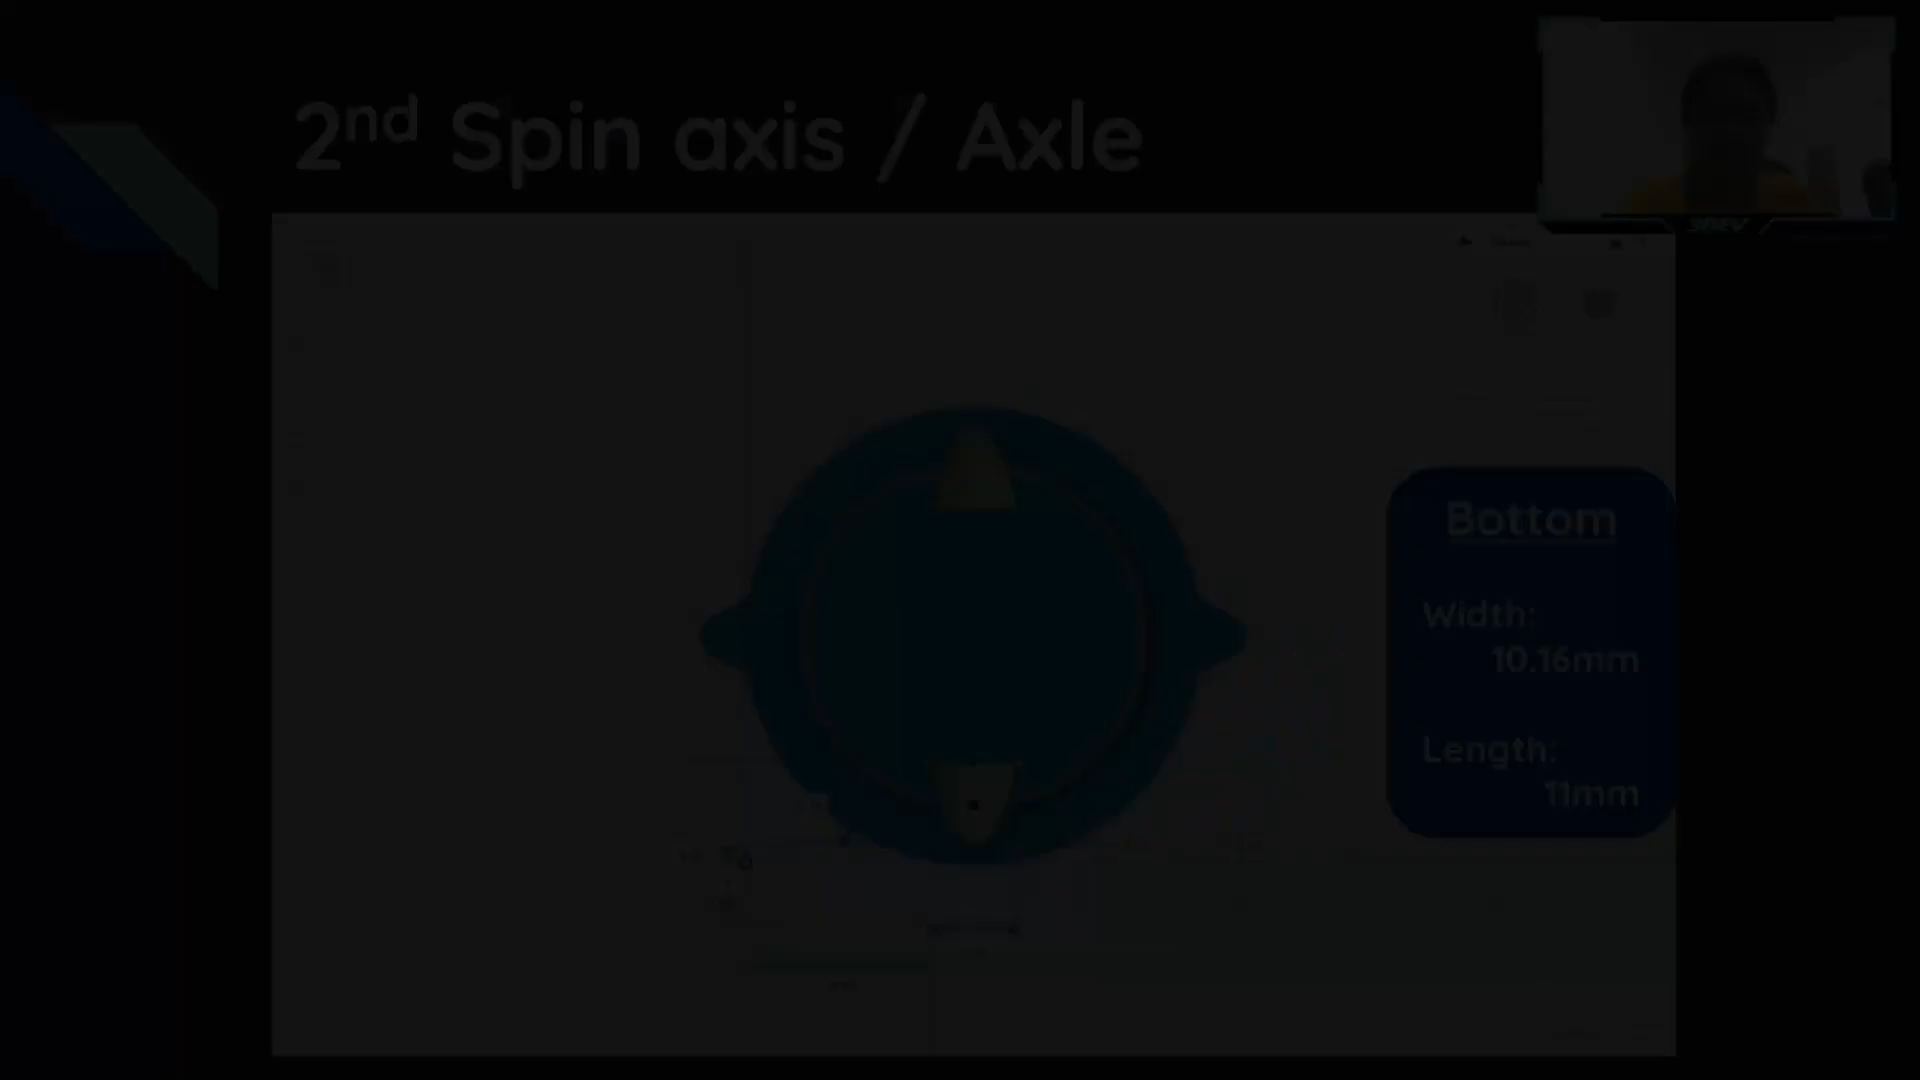 2nd Spin axis / Axle
Bottom
Width:
10.16mm
Length:
11mm